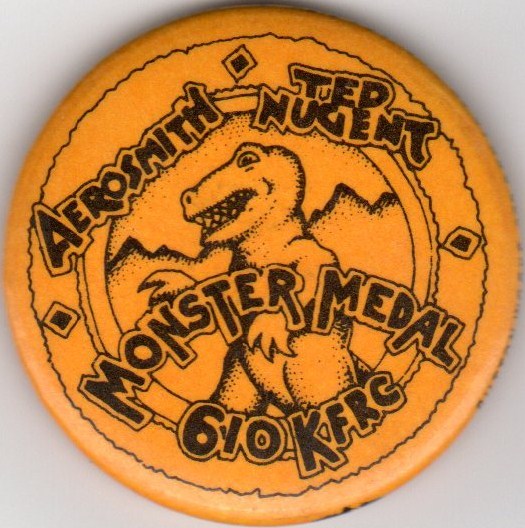 AEROSMITH
TED
NUGENT
MONSTER MEDAL
610 KFRC